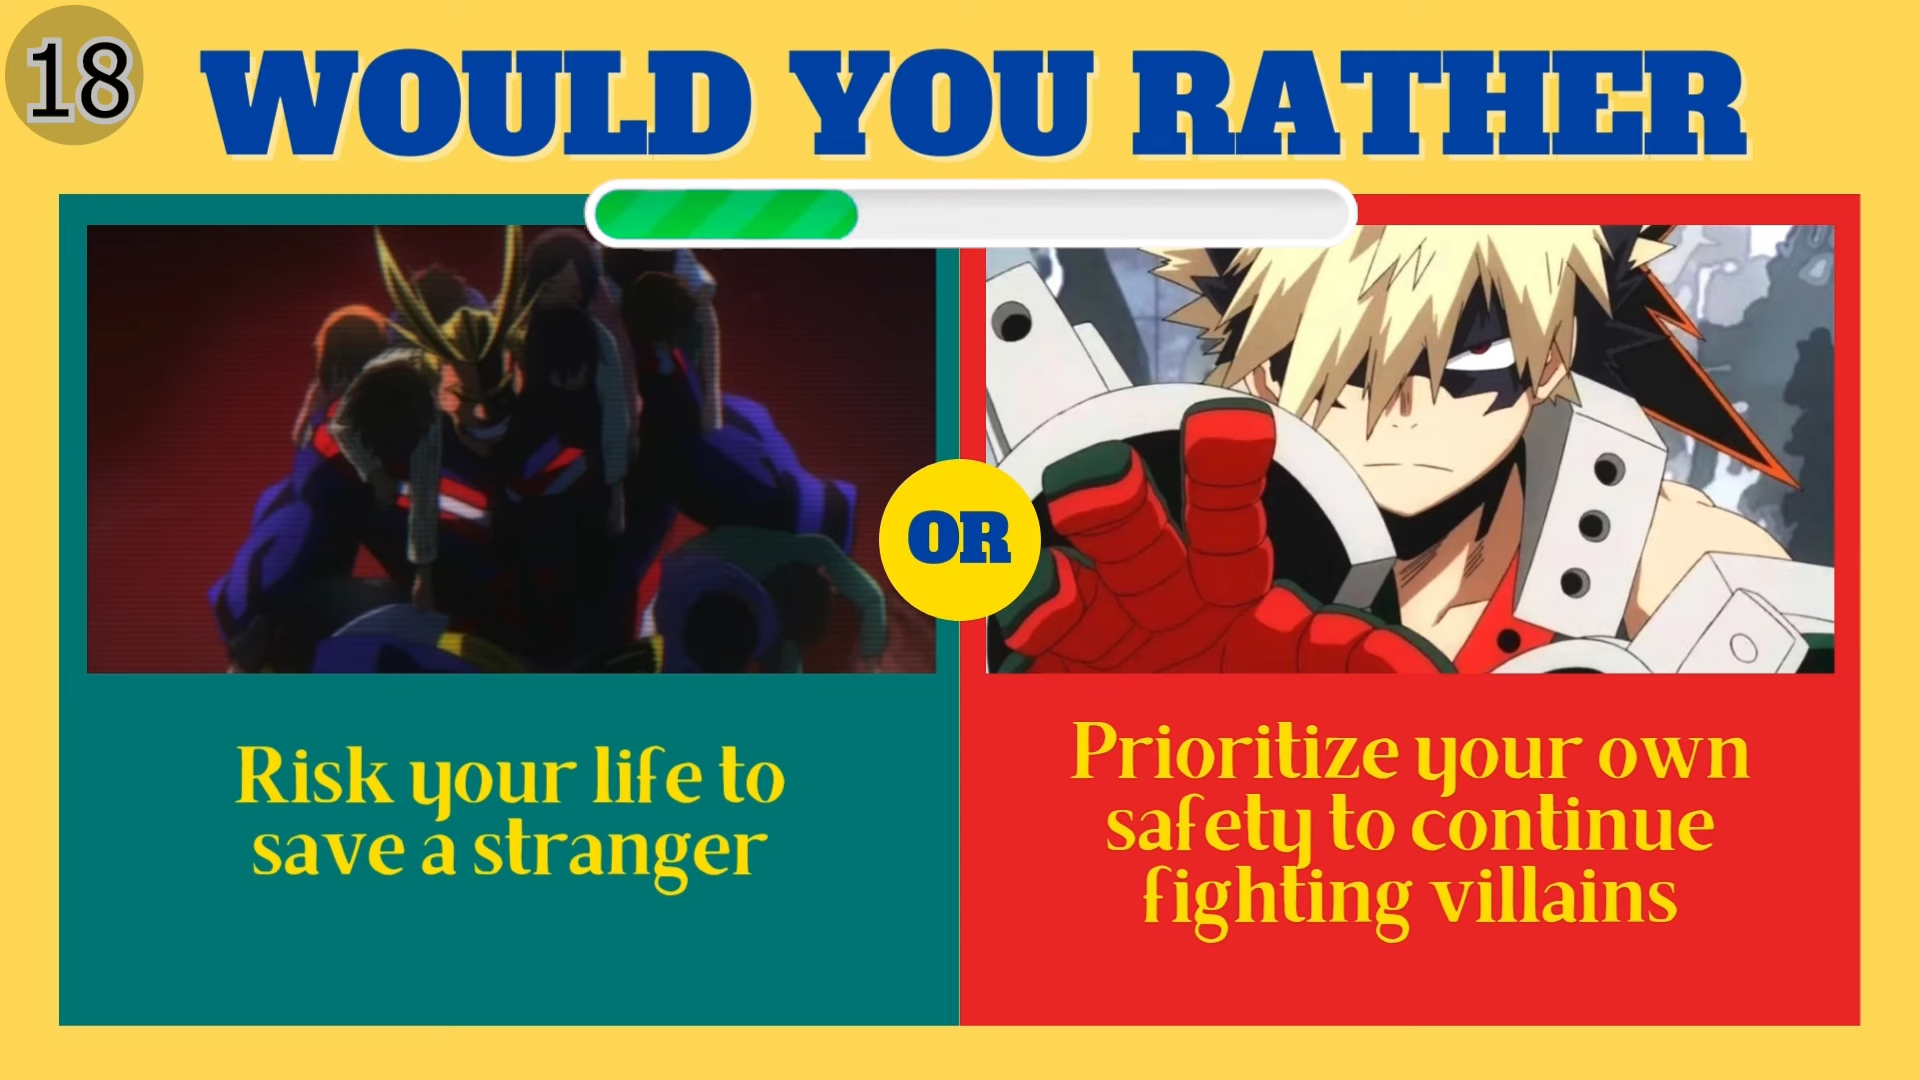 18
WOULD YOU RATHER
OR
Risk your life to
save a stranger
Prioritize your own
safety to continue
fighting villains